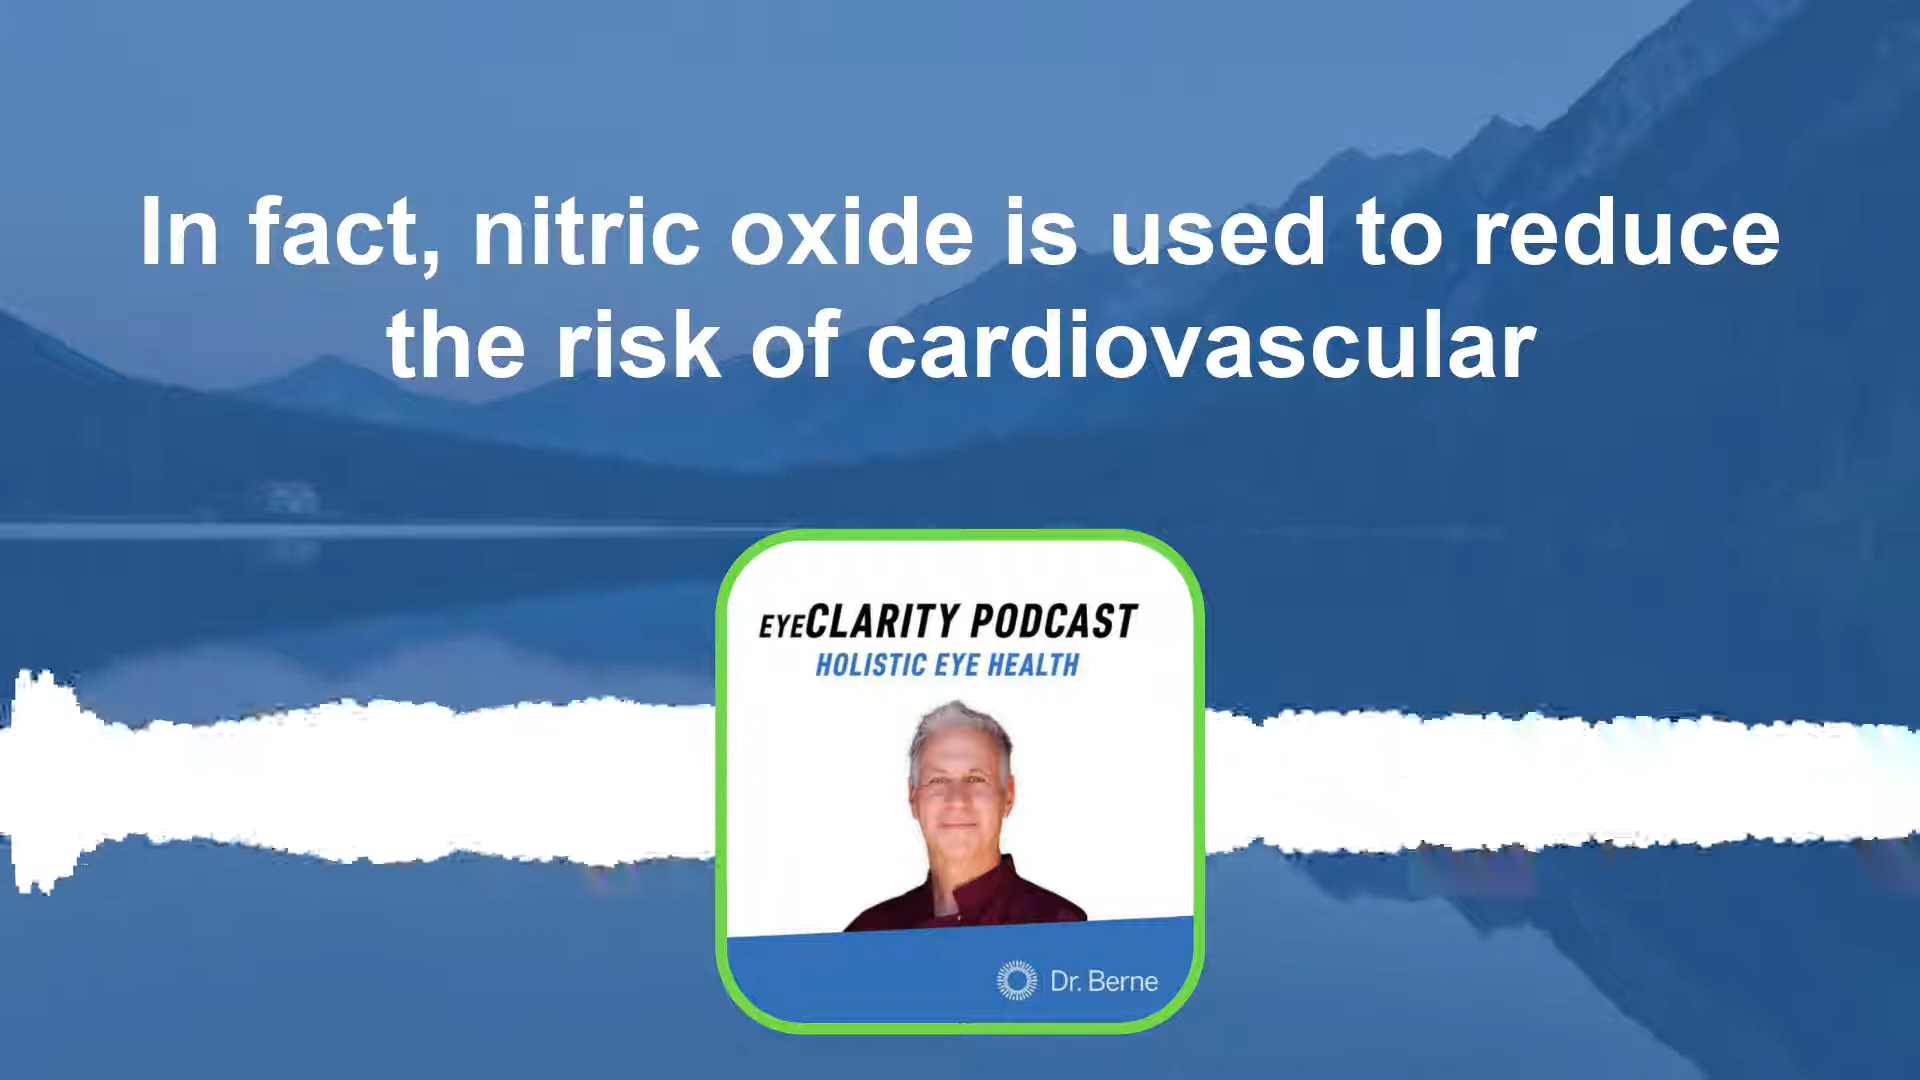 In fact, nitric oxide is used to reduce
the risk of cardiovascular
EYECLARITY PODCAST
HOLISTIC EYE HEALTH
Dr. Berne